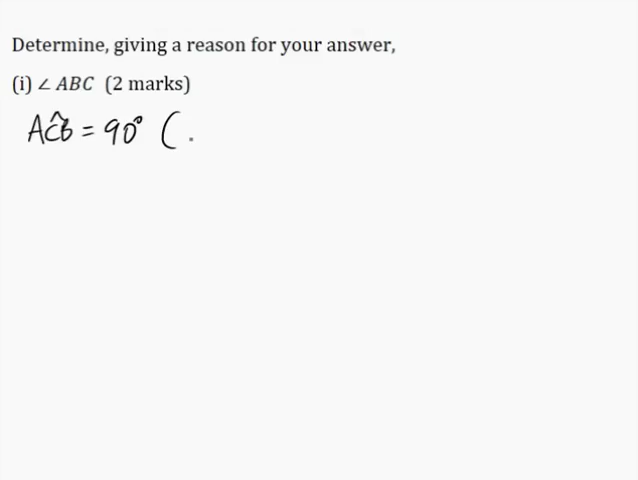 Determine, giving a reason for your answer,
(i) ∠ ABC (2 marks)
AĈB = 90° (